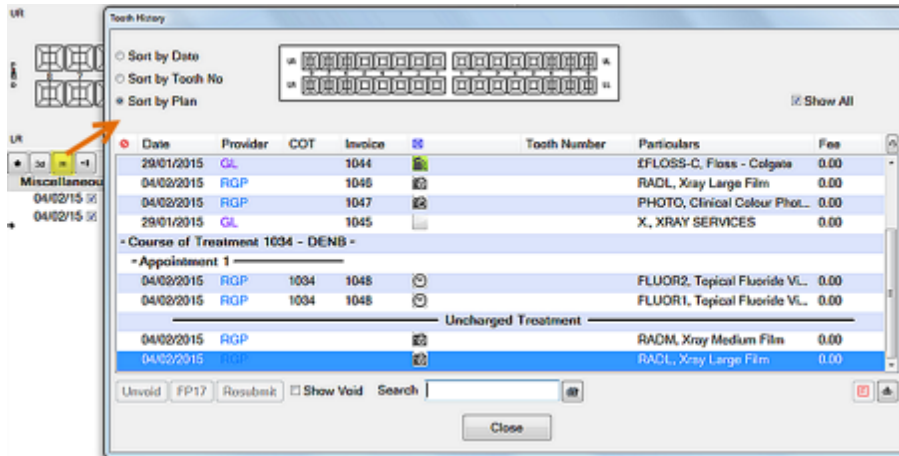 UR
Tooth History
Sort by Date
Sort by Tooth No
Sort by Plan
Show All
UR
3d
Miscellaneou
04/02/15
04/02/15
Date Provider COT Invoice Tooth Number Particulars Fee
29/01/2015 GL 1044 £FLOSS-C, Floss - Colgate 0.00
04/02/2015 RGP 1046 RADL, Xray Large Film 0.00
04/02/2015 RGP 1047 PHOTO, Clinical Colour Phot... 0.00
29/01/2015 GL 1045 X., XRAY SERVICES 0.00
- Course of Treatment 1034 - DENB -
- Appointment 1
04/02/2015 RGP 1034 1048 FLUOR2, Topical Fluoride Vi... 0.00
04/02/2015 RGP 1034 1048 FLUOR1, Topical Fluoride Vi... 0.00
Uncharged Treatment
04/02/2015 RGP RADM, Xray Medium Film 0.00
04/02/2015 RGP RADL, Xray Large Film 0.00
Unvoid FP17 Resubmit Show Void Search
Close